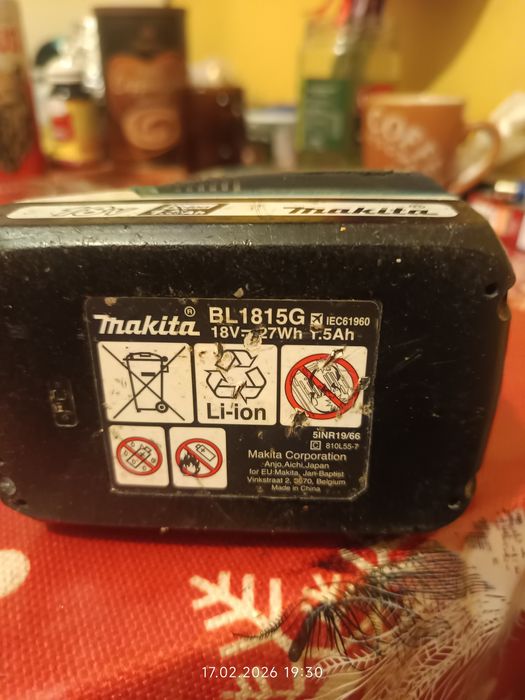 makita®
makita® BL1815G IEC61960
18V⎓27Wh 1.5Ah
Li-ion
5INR19/66
810L55-7
Makita Corporation
Anjo, Aichi, Japan
for EU: Makita, Jan-Baptist
Vinkstraat 2, 3070, Belgium
Made in China
17.02.2026 19:30